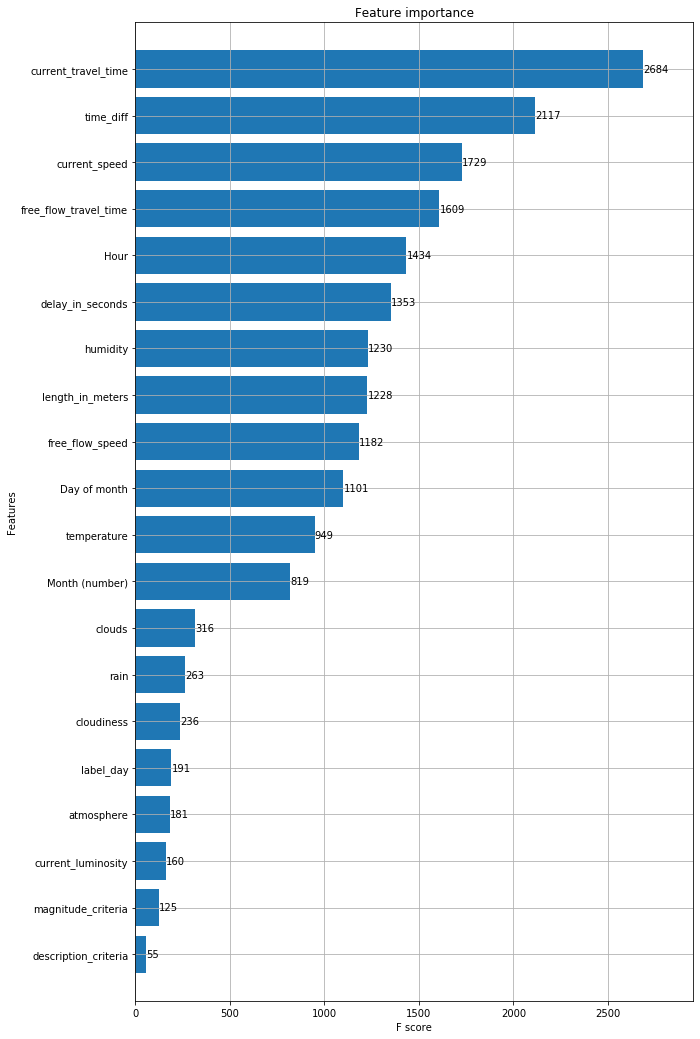 Feature importance
current_travel_time 2684
time_diff 2117
current_speed 1729
free_flow_travel_time 1609
Hour 1434
delay_in_seconds 1353
humidity 1230
length_in_meters 1228
free_flow_speed 1182
Day of month 1101
Features
temperature 949
Month (number) 819
clouds 316
rain 263
cloudiness 236
label_day 191
atmosphere 181
current_luminosity 160
magnitude_criteria 125
description_criteria 55
0 500 1000 1500 2000 2500
F score